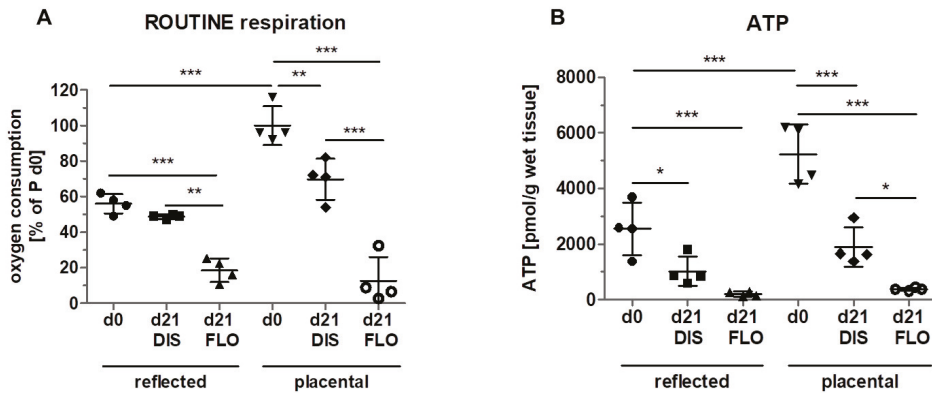 A
ROUTINE respiration
***
***
**
***
***
**
oxygen consumption
[% of P d0]
120
100
80
60
40
20
0
d0 d21 d21 d0 d21 d21
DIS FLO DIS FLO
reflected placental
B
ATP
***
***
***
***
*
*
ATP [pmol/g wet tissue]
8000
6000
4000
2000
0
d0 d21 d21 d0 d21 d21
DIS FLO DIS FLO
reflected placental